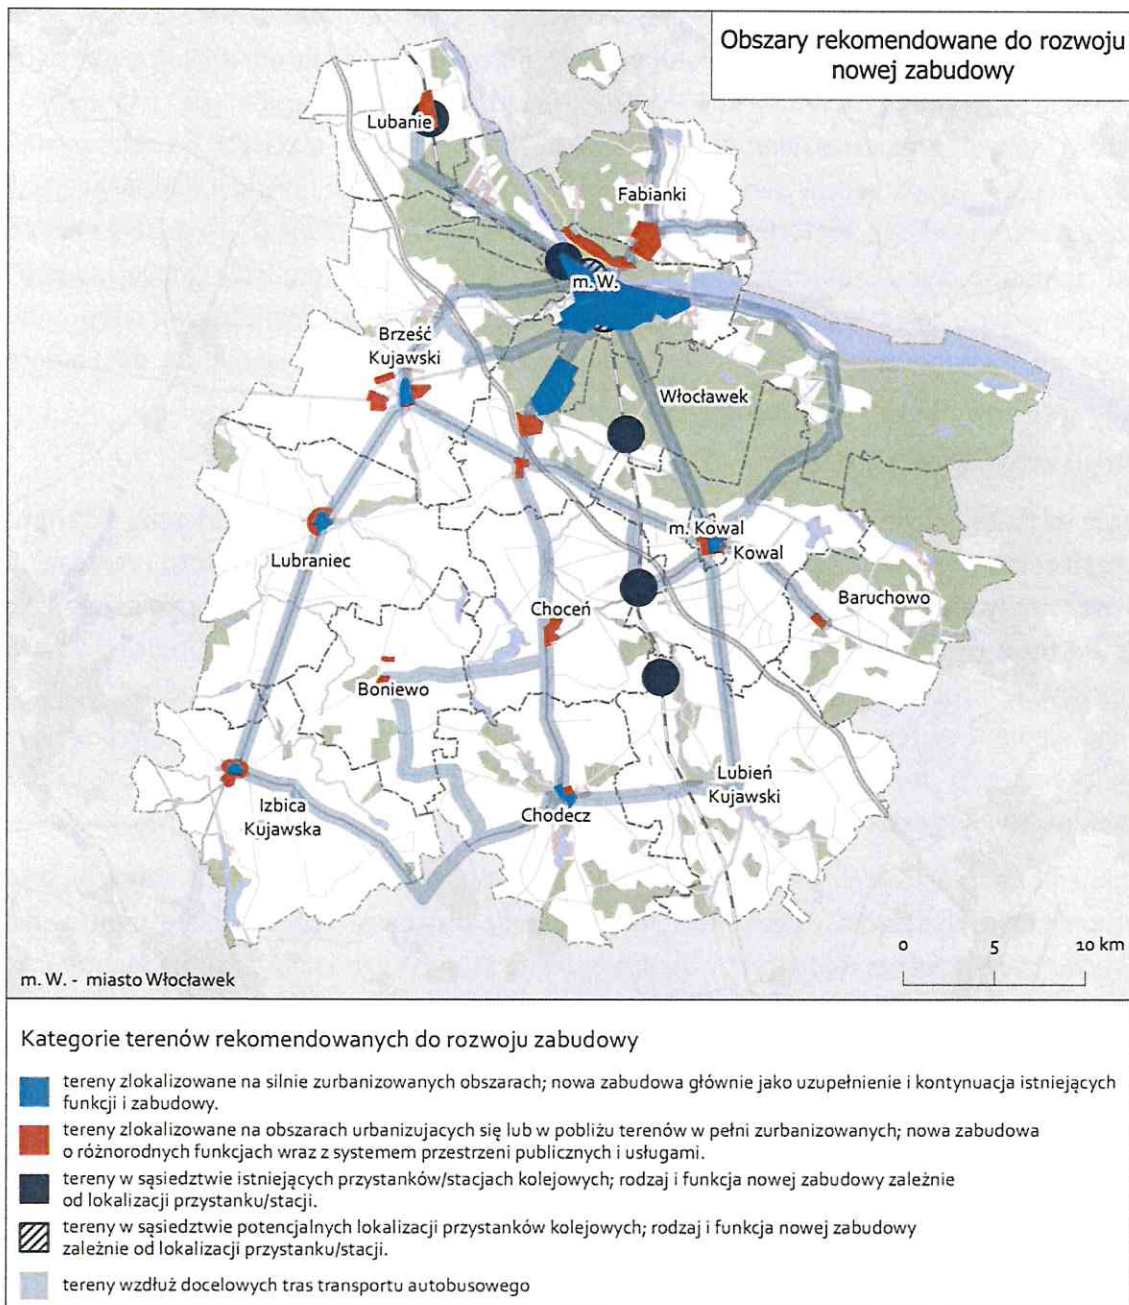 Obszary rekomendowane do rozwoju
nowej zabudowy
Lubanie
Fabianki
m. W.
Brześć
Kujawski
Włocławek
m. Kowal
Kowal
Lubraniec
Baruchowo
Choceń
Boniewo
Lubień
Kujawski
Izbica
Kujawska
Chodecz
0 5 10 km
m. W. - miasto Włocławek
Kategorie terenów rekomendowanych do rozwoju zabudowy
tereny zlokalizowane na silnie zurbanizowanych obszarach; nowa zabudowa głównie jako uzupełnienie i kontynuacja istniejących
funkcji i zabudowy.
tereny zlokalizowane na obszarach urbanizujacych się lub w pobliżu terenów w pełni zurbanizowanych; nowa zabudowa
o różnorodnych funkcjach wraz z systemem przestrzeni publicznych i usługami.
tereny w sąsiedztwie istniejących przystanków/stacjach kolejowych; rodzaj i funkcja nowej zabudowy zależnie
od lokalizacji przystanku/stacji.
tereny w sąsiedztwie potencjalnych lokalizacji przystanków kolejowych; rodzaj i funkcja nowej zabudowy
zależnie od lokalizacji przystanku/stacji.
tereny wzdłuż docelowych tras transportu autobusowego